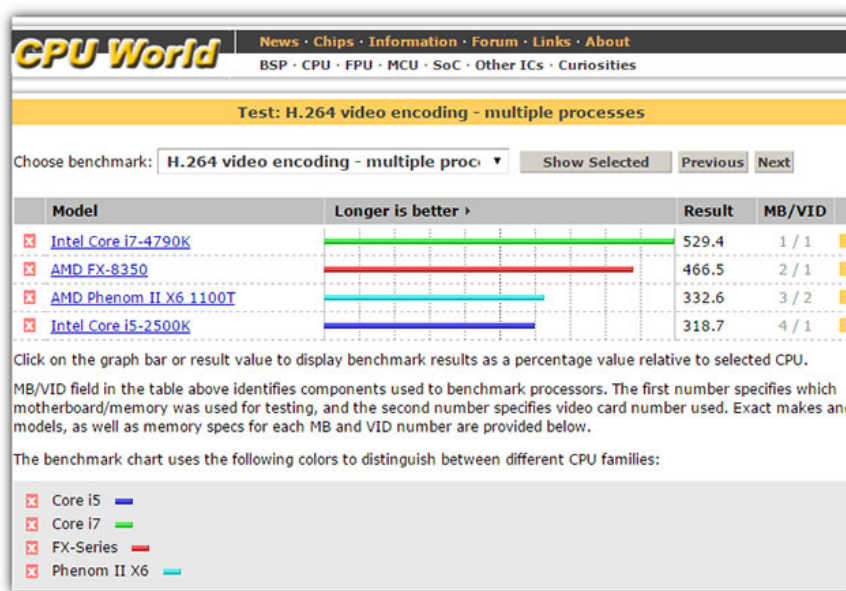 CPU World
News · Chips · Information · Forum · Links · About
BSP · CPU · FPU · MCU · SoC · Other ICs · Curiosities
Test: H.264 video encoding - multiple processes
Choose benchmark: H.264 video encoding - multiple proc Show Selected Previous Next
Model Longer is better Result MB/VID
Intel Core i7-4790K 529.4 1 / 1
AMD FX-8350 466.5 2 / 1
AMD Phenom II X6 1100T 332.6 3 / 2
Intel Core i5-2500K 318.7 4 / 1
Click on the graph bar or result value to display benchmark results as a percentage value relative to selected CPU.
MB/VID field in the table above identifies components used to benchmark processors. The first number specifies which
motherboard/memory was used for testing, and the second number specifies video card number used. Exact makes an
models, as well as memory specs for each MB and VID number are provided below.
The benchmark chart uses the following colors to distinguish between different CPU families:
Core i5
Core i7
FX-Series
Phenom II X6